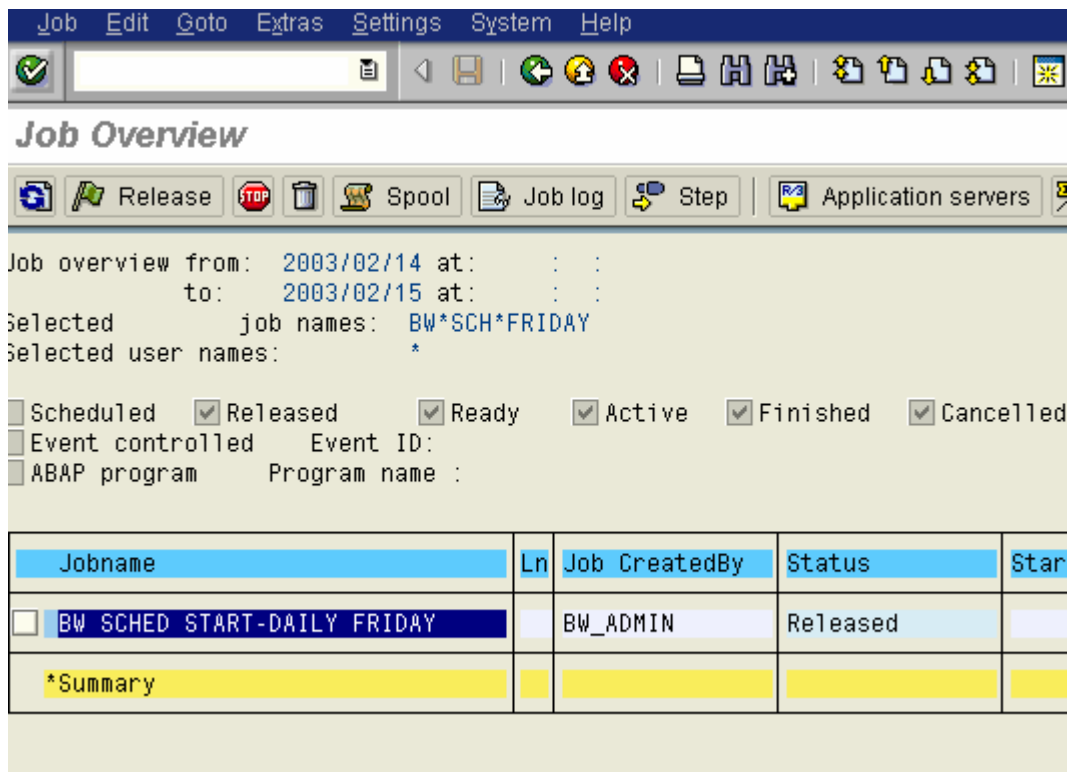 Job Edit Goto Extras Settings System Help
Job Overview
Release STOP Spool Job log Step R/3 Application servers
Job overview from: 2003/02/14 at: : :
to: 2003/02/15 at: : :
Selected job names: BW*SCH*FRIDAY
Selected user names: *
Scheduled Released Ready Active Finished Cancelled
Event controlled Event ID:
ABAP program Program name :
Jobname Ln Job CreatedBy Status Star
BW SCHED START-DAILY FRIDAY BW_ADMIN Released
*Summary